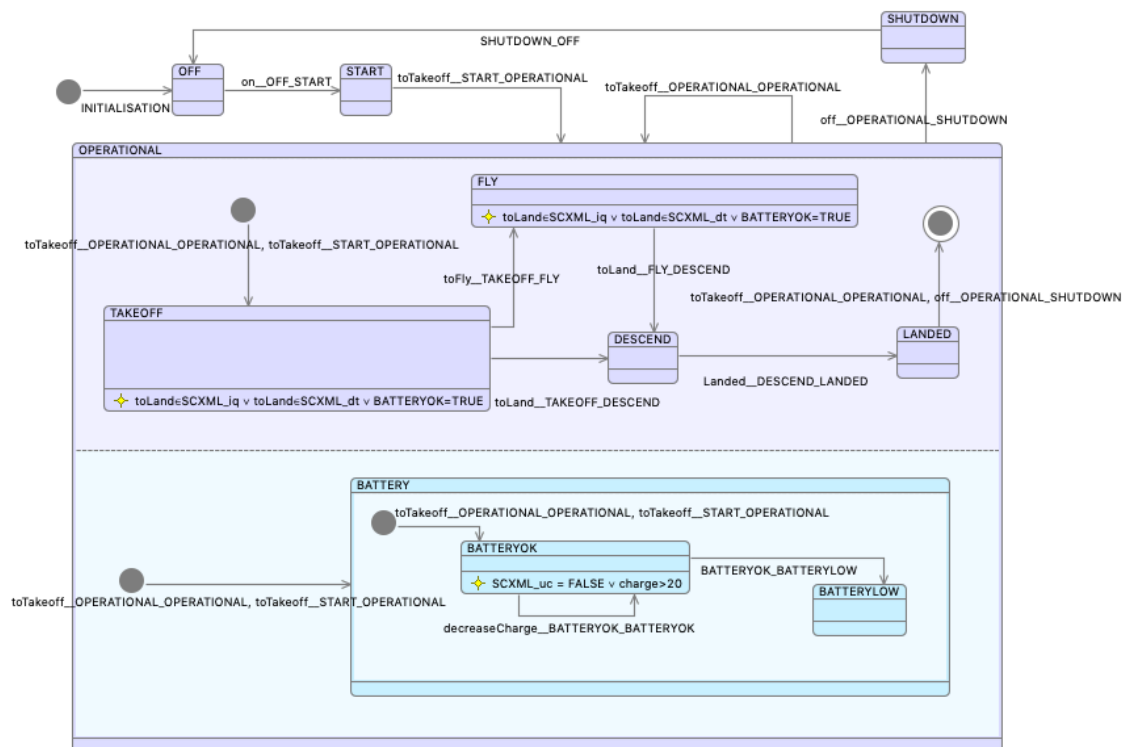 SHUTDOWN
SHUTDOWN_OFF
OFF
START
on__OFF_START
toTakeoff__START_OPERATIONAL
toTakeoff__OPERATIONAL_OPERATIONAL
INITIALISATION
off__OPERATIONAL_SHUTDOWN
OPERATIONAL
FLY
toLand∈SCXML_iq ∨ toLand∈SCXML_dt ∨ BATTERYOK=TRUE
toTakeoff__OPERATIONAL_OPERATIONAL, toTakeoff__START_OPERATIONAL
toFly__TAKEOFF_FLY
toLand__FLY_DESCEND
toTakeoff__OPERATIONAL_OPERATIONAL, off__OPERATIONAL_SHUTDOWN
TAKEOFF
DESCEND
LANDED
Landed__DESCEND_LANDED
toLand∈SCXML_iq ∨ toLand∈SCXML_dt ∨ BATTERYOK=TRUE
toLand__TAKEOFF_DESCEND
BATTERY
toTakeoff__OPERATIONAL_OPERATIONAL, toTakeoff__START_OPERATIONAL
BATTERYOK
BATTERYOK_BATTERYLOW
SCXML_uc = FALSE ∨ charge>20
BATTERYLOW
toTakeoff__OPERATIONAL_OPERATIONAL, toTakeoff__START_OPERATIONAL
decreaseCharge__BATTERYOK_BATTERYOK